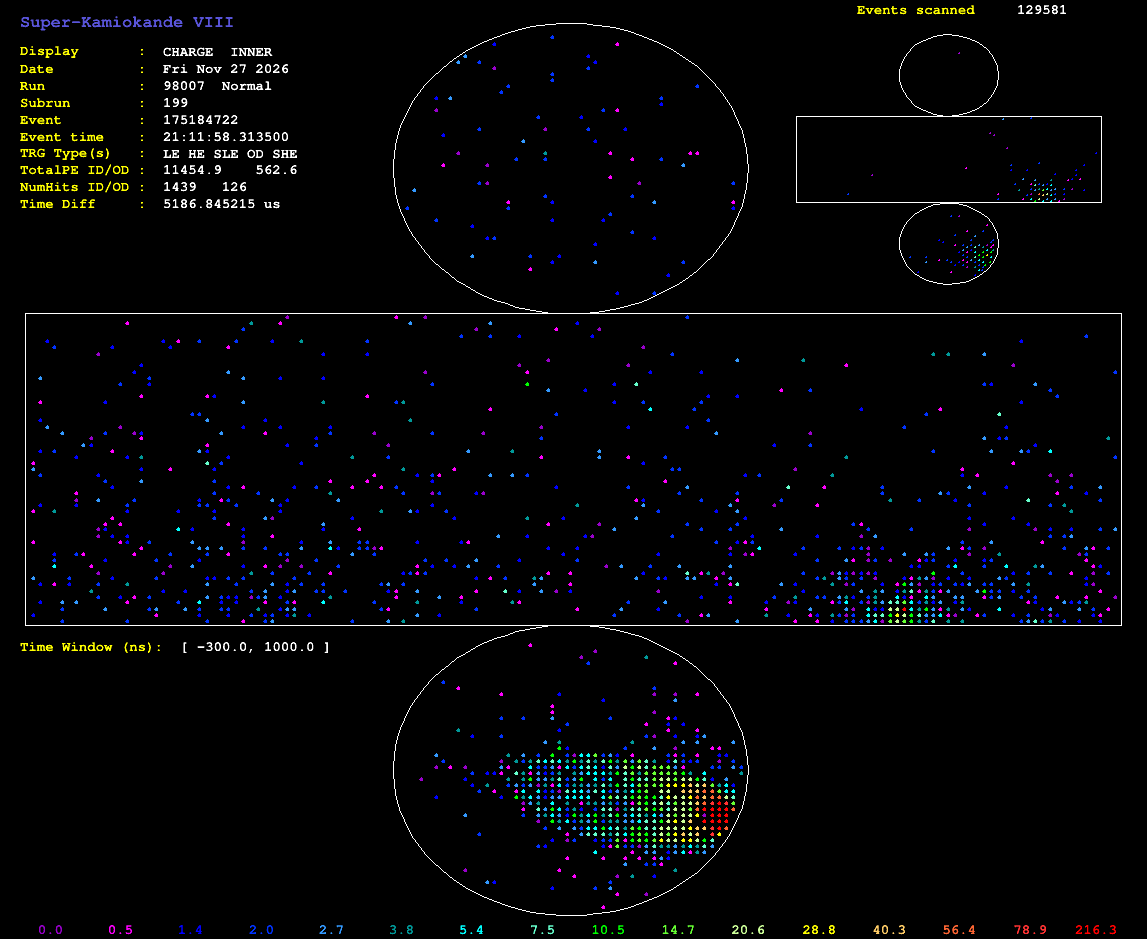 Super-Kamiokande VIII
Events scanned 129581
Display : CHARGE INNER
Date : Fri Nov 27 2026
Run : 98007 Normal
Subrun : 199
Event : 175184722
Event time : 21:11:58.313500
TRG Type(s) : LE HE SLE OD SHE
TotalPE ID/OD : 11454.9 562.6
NumHits ID/OD : 1439 126
Time Diff : 5186.845215 us
Time Window (ns): [ -300.0, 1000.0 ]
0.0 0.5 1.4 2.0 2.7 3.8 5.4 7.5 10.5 14.7 20.6 28.8 40.3 56.4 78.9 216.3